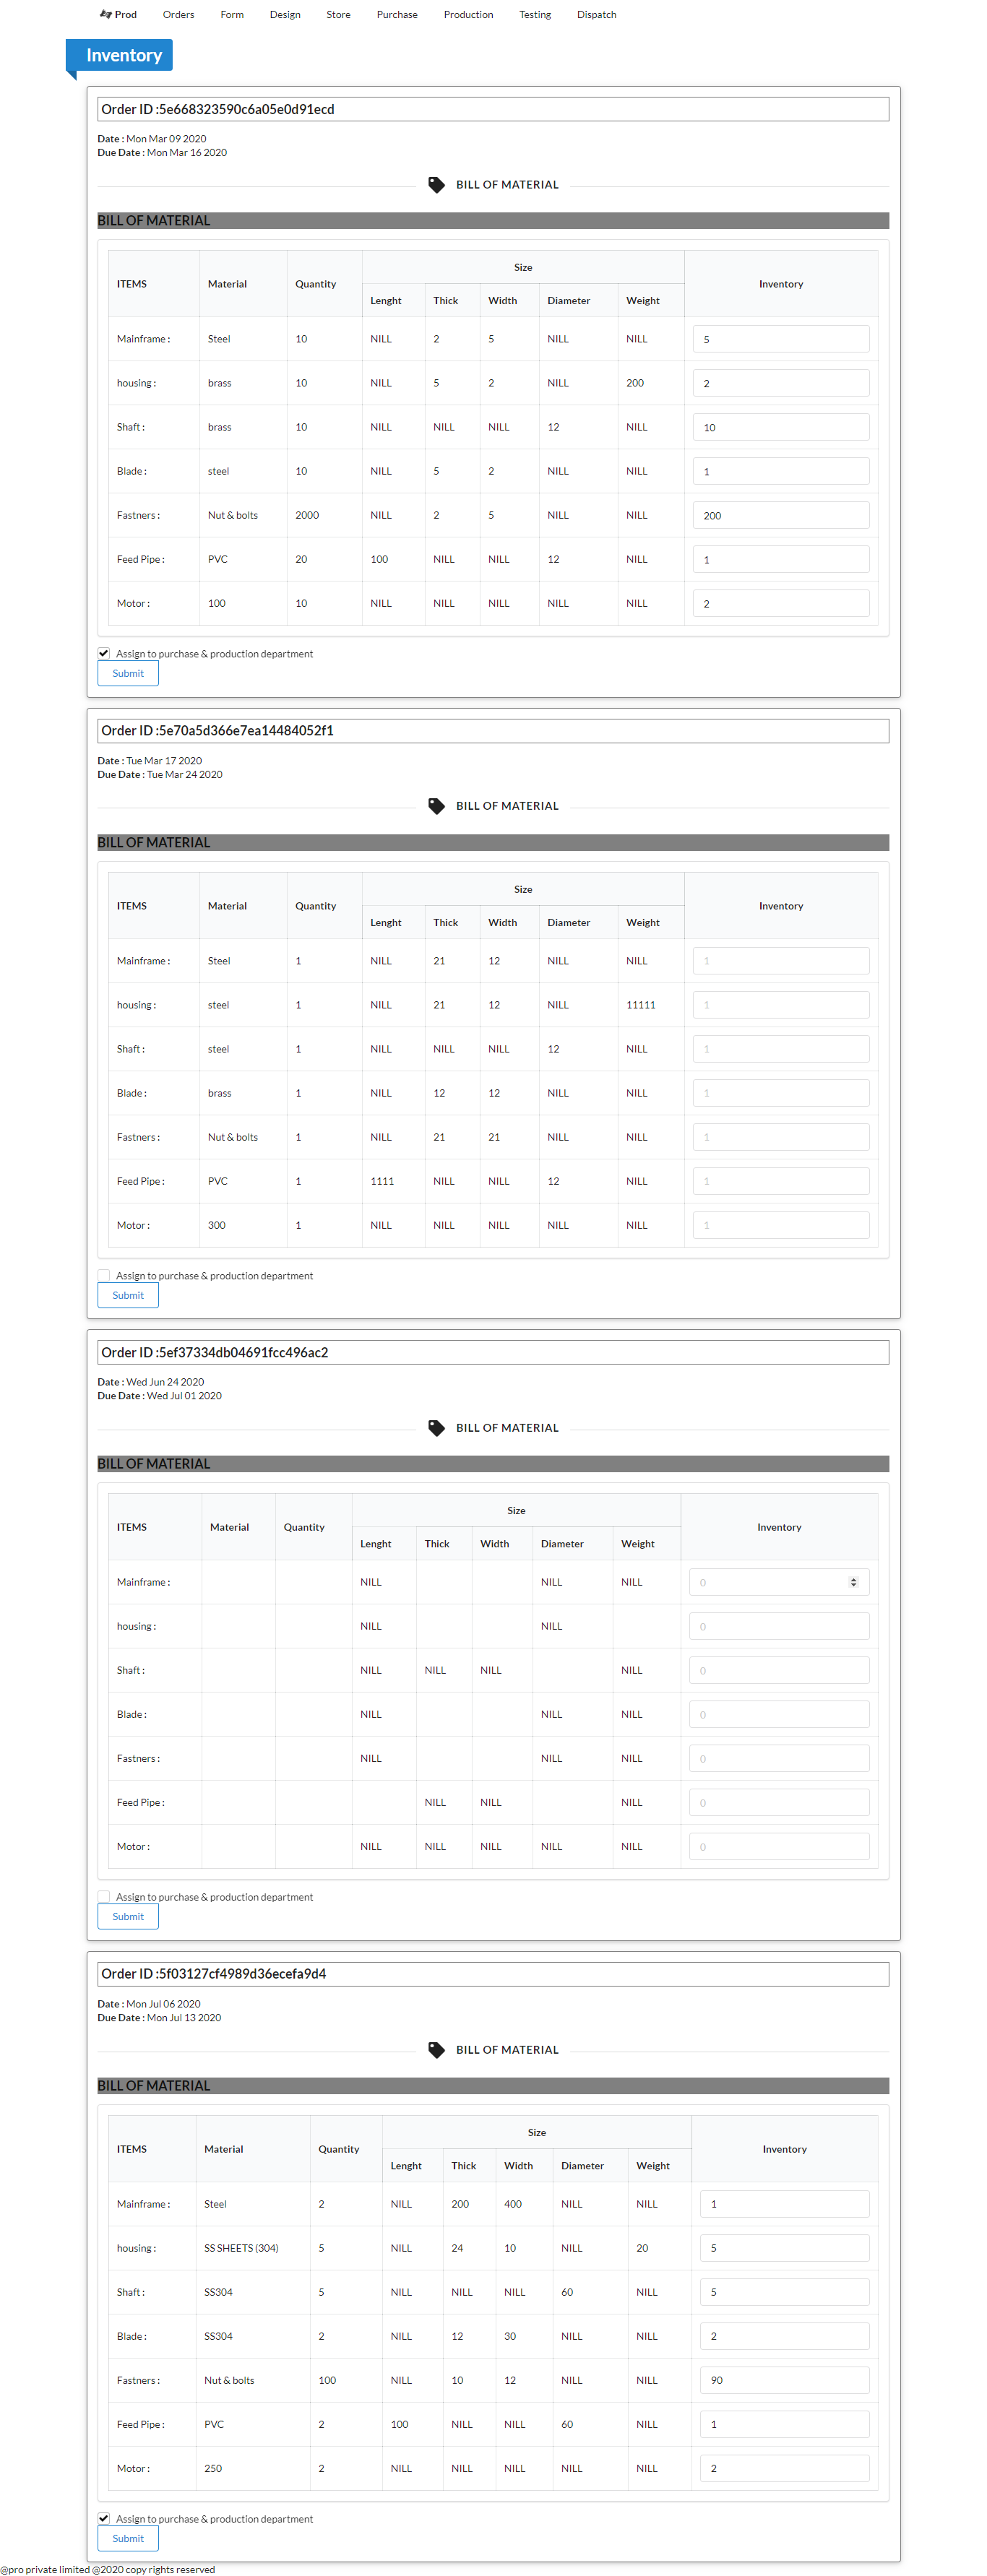 Prod Orders Form Design Store Purchase Production Testing Dispatch
Inventory
Order ID :5e668323590c6a05e0d91ecd
Date : Mon Mar 09 2020
Due Date : Mon Mar 16 2020
BILL OF MATERIAL
BILL OF MATERIAL
ITEMS Material Quantity Size Inventory
Lenght Thick Width Diameter Weight
Mainframe : Steel 10 NILL 2 5 NILL NILL 5
housing : brass 10 NILL 5 2 NILL 200 2
Shaft : brass 10 NILL NILL NILL 12 NILL 10
Blade : steel 10 NILL 5 2 NILL NILL 1
Fastners : Nut & bolts 2000 NILL 2 5 NILL NILL 200
Feed Pipe : PVC 20 100 NILL NILL 12 NILL 1
Motor : 100 10 NILL NILL NILL NILL NILL 2
Assign to purchase & production department
Submit
Order ID :5e70a5d366e7ea14484052f1
Date : Tue Mar 17 2020
Due Date : Tue Mar 24 2020
BILL OF MATERIAL
BILL OF MATERIAL
ITEMS Material Quantity Size Inventory
Lenght Thick Width Diameter Weight
Mainframe : Steel 1 NILL 21 12 NILL NILL 1
housing : steel 1 NILL 21 12 NILL 11111 1
Shaft : steel 1 NILL NILL NILL 12 NILL 1
Blade : brass 1 NILL 12 12 NILL NILL 1
Fastners : Nut & bolts 1 NILL 21 21 NILL NILL 1
Feed Pipe : PVC 1 1111 NILL NILL 12 NILL 1
Motor : 300 1 NILL NILL NILL NILL NILL 1
Assign to purchase & production department
Submit
Order ID :5ef37334db04691fcc496ac2
Date : Wed Jun 24 2020
Due Date : Wed Jul 01 2020
BILL OF MATERIAL
BILL OF MATERIAL
ITEMS Material Quantity Size Inventory
Lenght Thick Width Diameter Weight
Mainframe : NILL NILL NILL 0
housing : NILL NILL 0
Shaft : NILL NILL NILL NILL 0
Blade : NILL NILL NILL 0
Fastners : NILL NILL NILL 0
Feed Pipe : NILL NILL NILL 0
Motor : NILL NILL NILL NILL NILL 0
Assign to purchase & production department
Submit
Order ID :5f03127cf4989d36ecefa9d4
Date : Mon Jul 06 2020
Due Date : Mon Jul 13 2020
BILL OF MATERIAL
BILL OF MATERIAL
ITEMS Material Quantity Size Inventory
Lenght Thick Width Diameter Weight
Mainframe : Steel 2 NILL 200 400 NILL NILL 1
housing : SS SHEETS (304) 5 NILL 24 10 NILL 20 5
Shaft : SS304 5 NILL NILL NILL 60 NILL 5
Blade : SS304 2 NILL 12 30 NILL NILL 2
Fastners : Nut & bolts 100 NILL 10 12 NILL NILL 90
Feed Pipe : PVC 2 100 NILL NILL 60 NILL 1
Motor : 250 2 NILL NILL NILL NILL NILL 2
Assign to purchase & production department
Submit
@pro private limited @2020 copy rights reserved